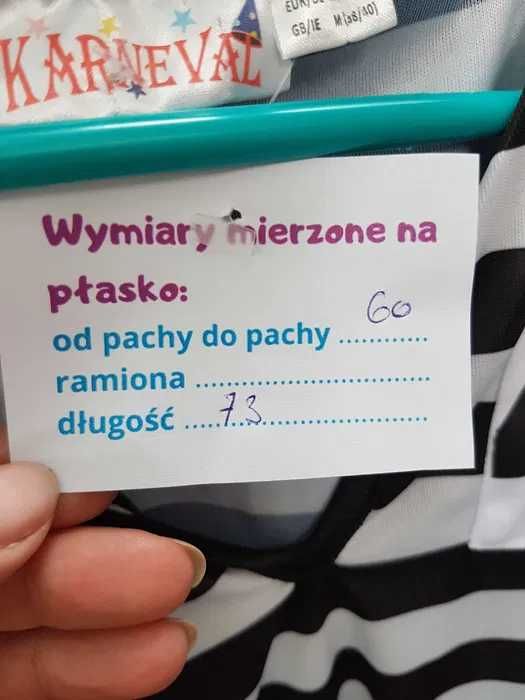 KARNEVAL
GB/IE M(38/40)
Wymiary mierzone na
płasko:
od pachy do pachy ............ 60
ramiona ...............................
długość ..... 73 ......................